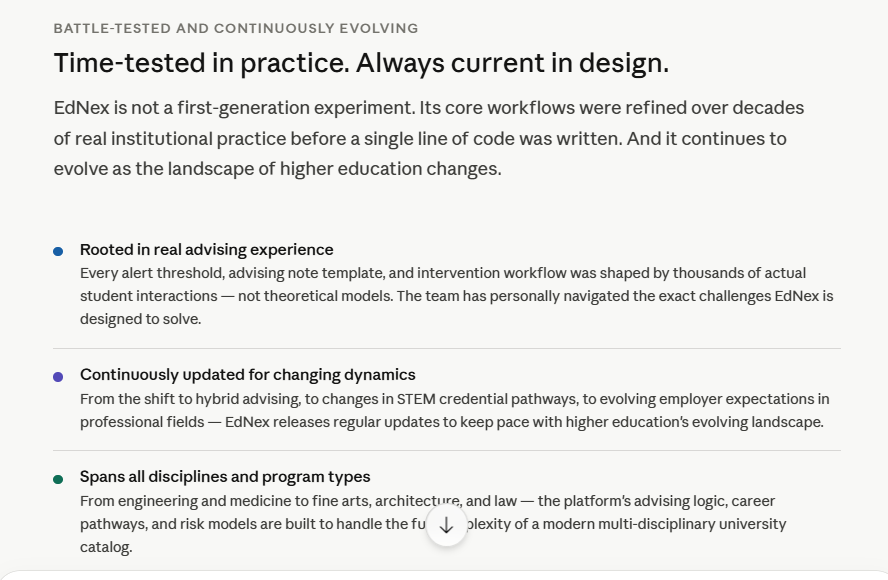 BATTLE-TESTED AND CONTINUOUSLY EVOLVING
Time-tested in practice. Always current in design.
EdNex is not a first-generation experiment. Its core workflows were refined over decades
of real institutional practice before a single line of code was written. And it continues to
evolve as the landscape of higher education changes.
Rooted in real advising experience
Every alert threshold, advising note template, and intervention workflow was shaped by thousands of actual
student interactions — not theoretical models. The team has personally navigated the exact challenges EdNex is
designed to solve.
Continuously updated for changing dynamics
From the shift to hybrid advising, to changes in STEM credential pathways, to evolving employer expectations in
professional fields — EdNex releases regular updates to keep pace with higher education's evolving landscape.
Spans all disciplines and program types
From engineering and medicine to fine arts, architecture, and law — the platform's advising logic, career
pathways, and risk models are built to handle the of a modern multi-disciplinary university
catalog.